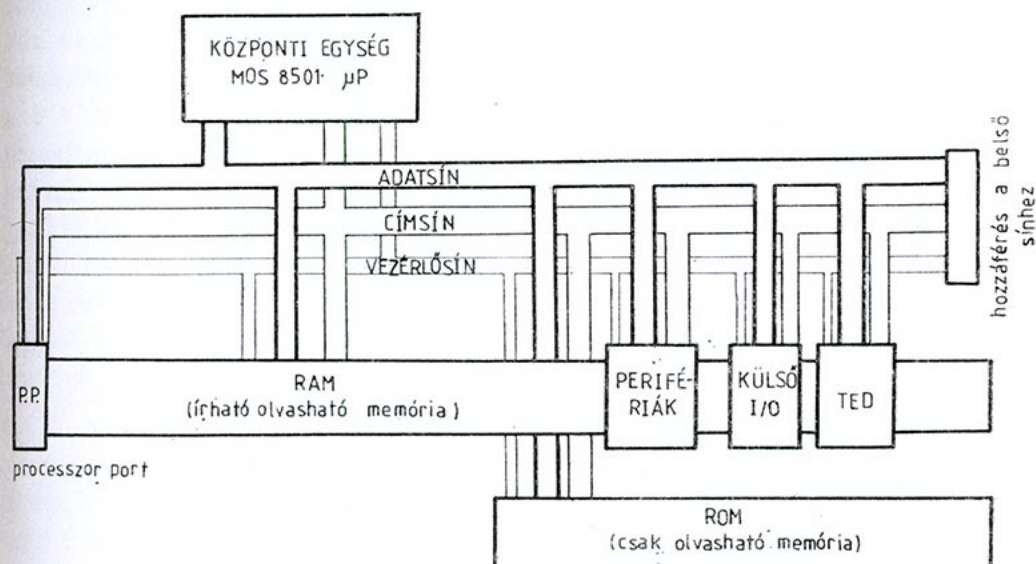 KÖZPONTI EGYSÉG
MOS 8501 µP
ADATSÍN
CÍMSÍN
VEZÉRLŐSÍN
hozzáférés a belső
sínhez
P.P.
RAM
(írható olvasható memória)
PERIFÉ-
RIÁK
KÜLSŐ
I/O
TED
processzor port
ROM
(csak olvasható memória)